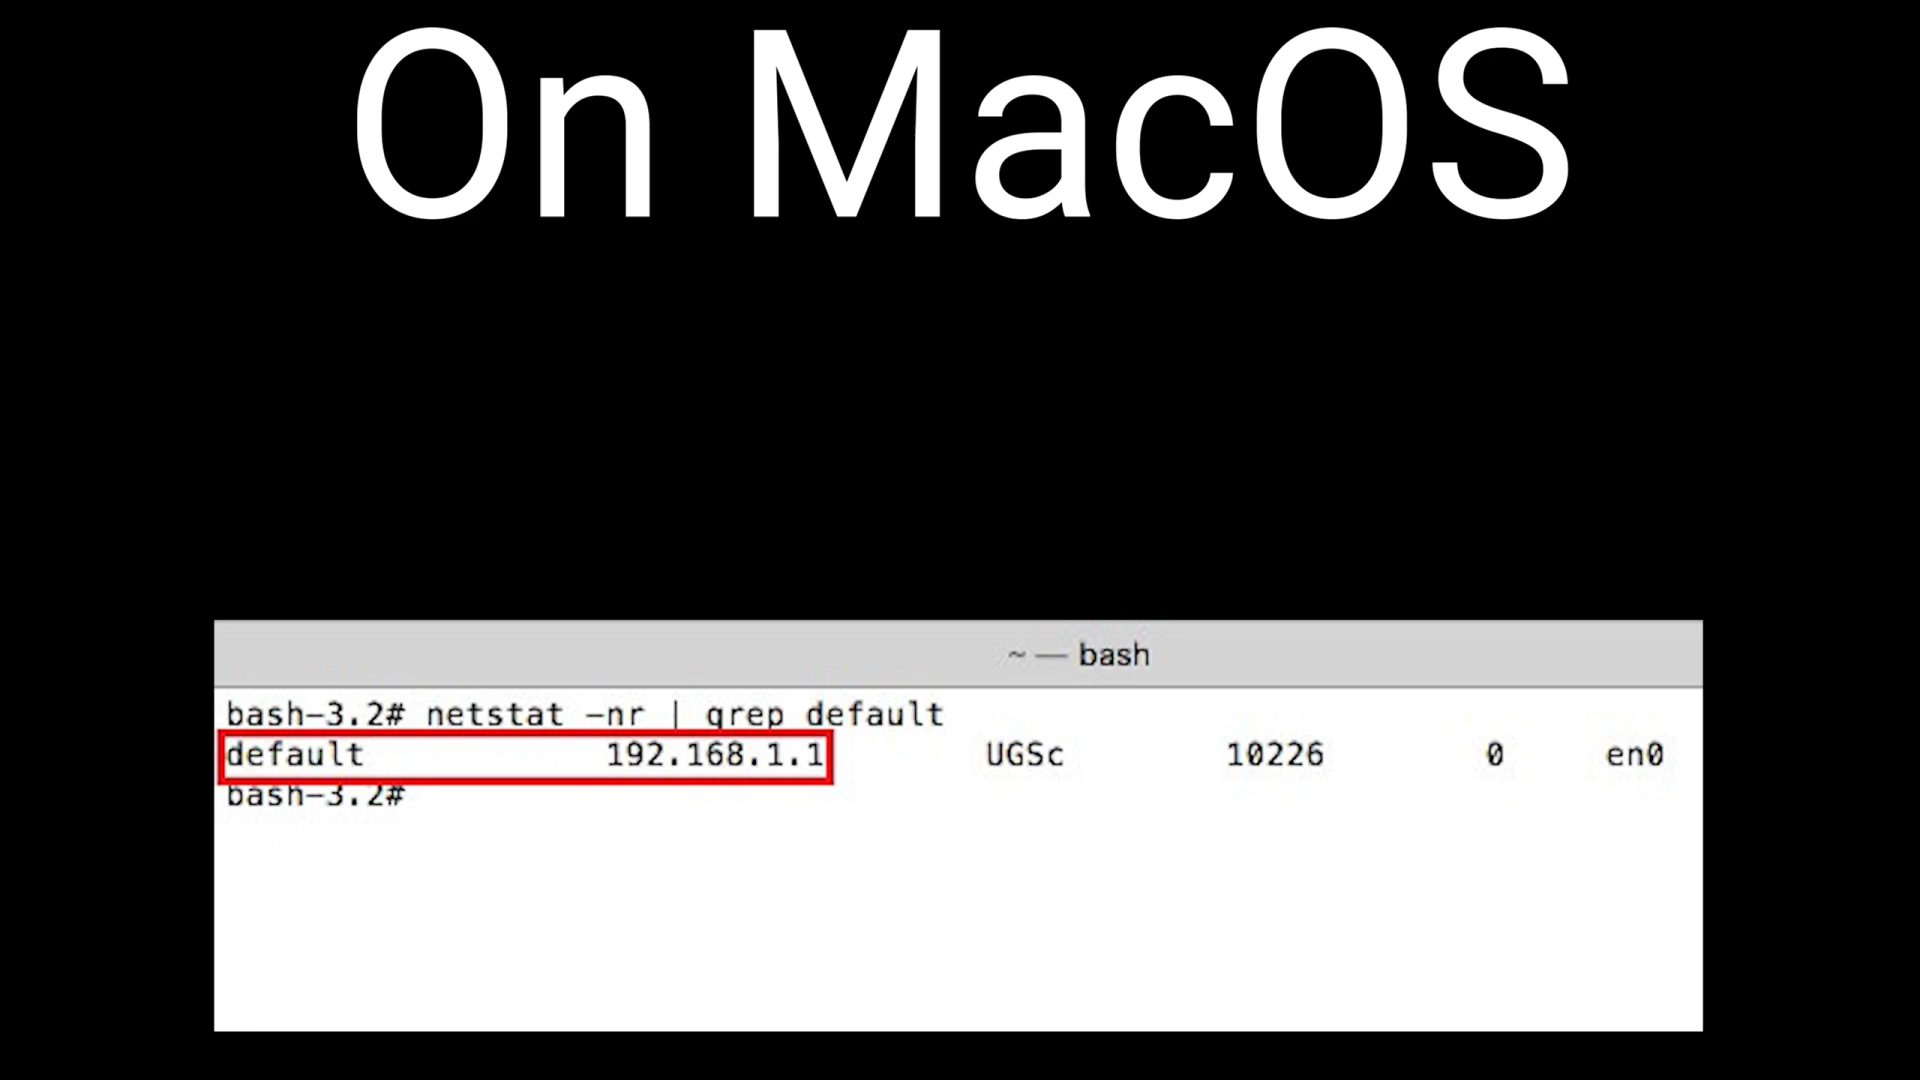 On MacOS
~ — bash
bash-3.2# netstat -nr | grep default
default 192.168.1.1 UGSc 10226 0 en0
bash-3.2#